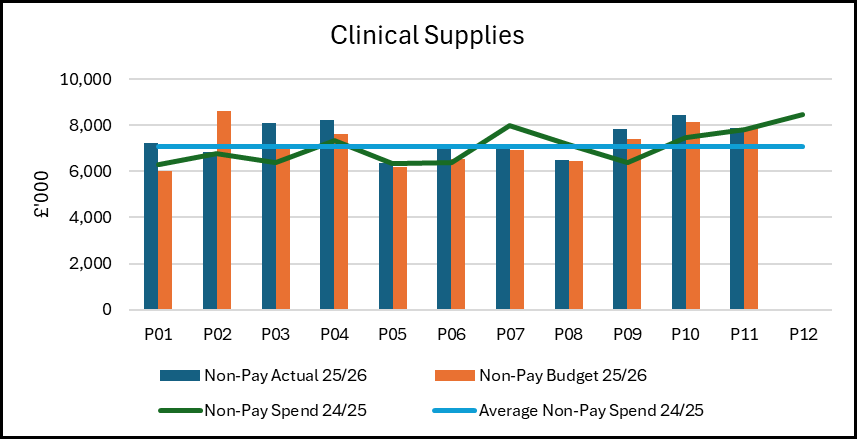 Clinical Supplies
10,000
8,000
6,000
4,000
2,000
0
£'000
P01 P02 P03 P04 P05 P06 P07 P08 P09 P10 P11 P12
Non-Pay Actual 25/26 Non-Pay Budget 25/26
Non-Pay Spend 24/25 Average Non-Pay Spend 24/25